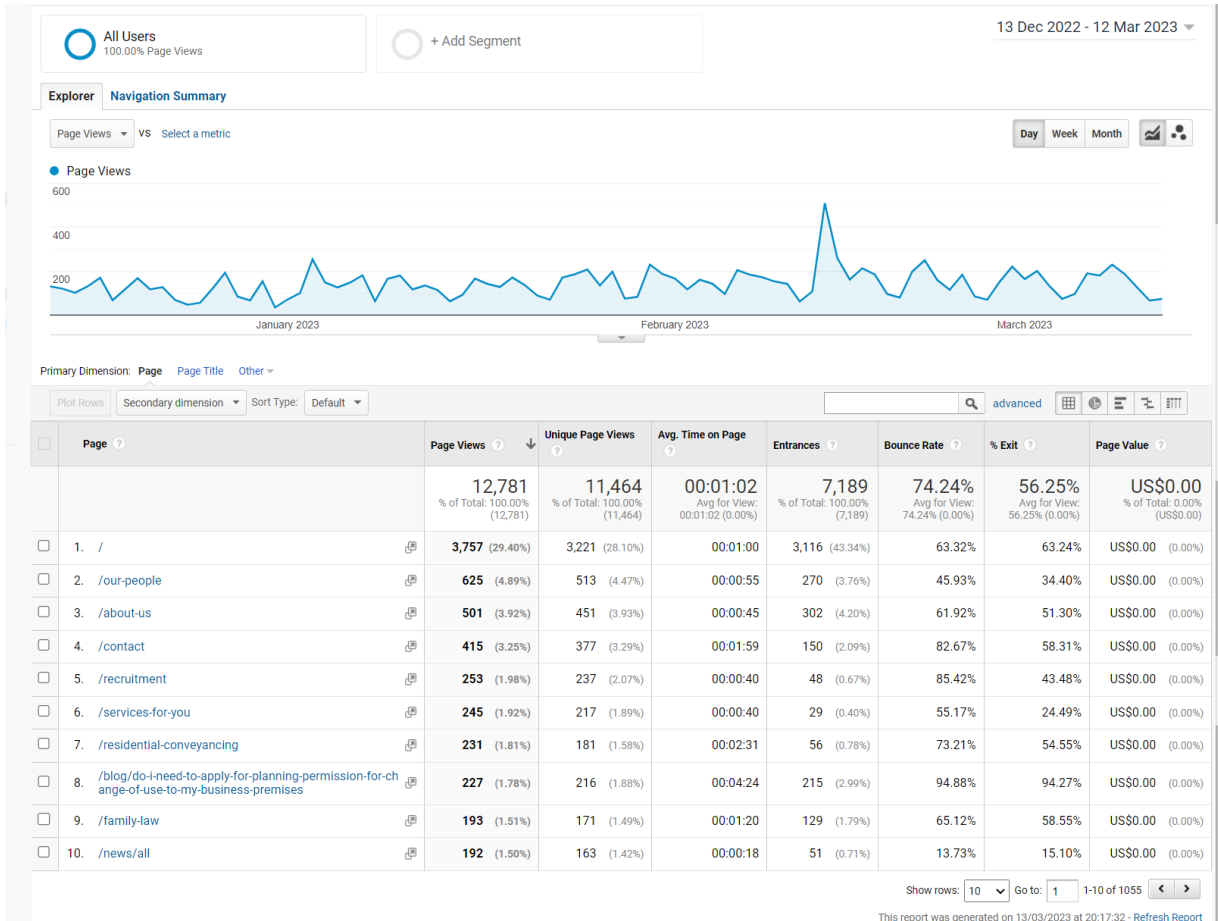 All Users
100.00% Page Views
+ Add Segment
13 Dec 2022 - 12 Mar 2023
Explorer Navigation Summary
Page Views VS Select a metric Day Week Month
Page Views
600
400
200
January 2023 February 2023 March 2023
Primary Dimension: Page Page Title Other
Plot Rows Secondary dimension Sort Type: Default advanced
Page ? Page Views ? Unique Page Views ? Avg. Time on Page ? Entrances ? Bounce Rate ? % Exit ? Page Value ?
12,781 11,464 00:01:02 7,189 74.24% 56.25% US$0.00
% of Total: 100.00% % of Total: 100.00% Avg for View: % of Total: 100.00% Avg for View: Avg for View: % of Total: 0.00%
(12,781) (11,464) 00:01:02 (0.00%) (7,189) 74.24% (0.00%) 56.25% (0.00%) (US$0.00)
1. / 3,757 (29.40%) 3,221 (28.10%) 00:01:00 3,116 (43.34%) 63.32% 63.24% US$0.00 (0.00%)
2. /our-people 625 (4.89%) 513 (4.47%) 00:00:55 270 (3.76%) 45.93% 34.40% US$0.00 (0.00%)
3. /about-us 501 (3.92%) 451 (3.93%) 00:00:45 302 (4.20%) 61.92% 51.30% US$0.00 (0.00%)
4. /contact 415 (3.25%) 377 (3.29%) 00:01:59 150 (2.09%) 82.67% 58.31% US$0.00 (0.00%)
5. /recruitment 253 (1.98%) 237 (2.07%) 00:00:40 48 (0.67%) 85.42% 43.48% US$0.00 (0.00%)
6. /services-for-you 245 (1.92%) 217 (1.89%) 00:00:40 29 (0.40%) 55.17% 24.49% US$0.00 (0.00%)
7. /residential-conveyancing 231 (1.81%) 181 (1.58%) 00:02:31 56 (0.78%) 73.21% 54.55% US$0.00 (0.00%)
8. /blog/do-i-need-to-apply-for-planning-permission-for-ch
ange-of-use-to-my-business-premises 227 (1.78%) 216 (1.88%) 00:04:24 215 (2.99%) 94.88% 94.27% US$0.00 (0.00%)
9. /family-law 193 (1.51%) 171 (1.49%) 00:01:20 129 (1.79%) 65.12% 58.55% US$0.00 (0.00%)
10. /news/all 192 (1.50%) 163 (1.42%) 00:00:18 51 (0.71%) 13.73% 15.10% US$0.00 (0.00%)
Show rows: 10 Go to: 1 1-10 of 1055
This report was generated on 13/03/2023 at 20:17:32 - Refresh Report